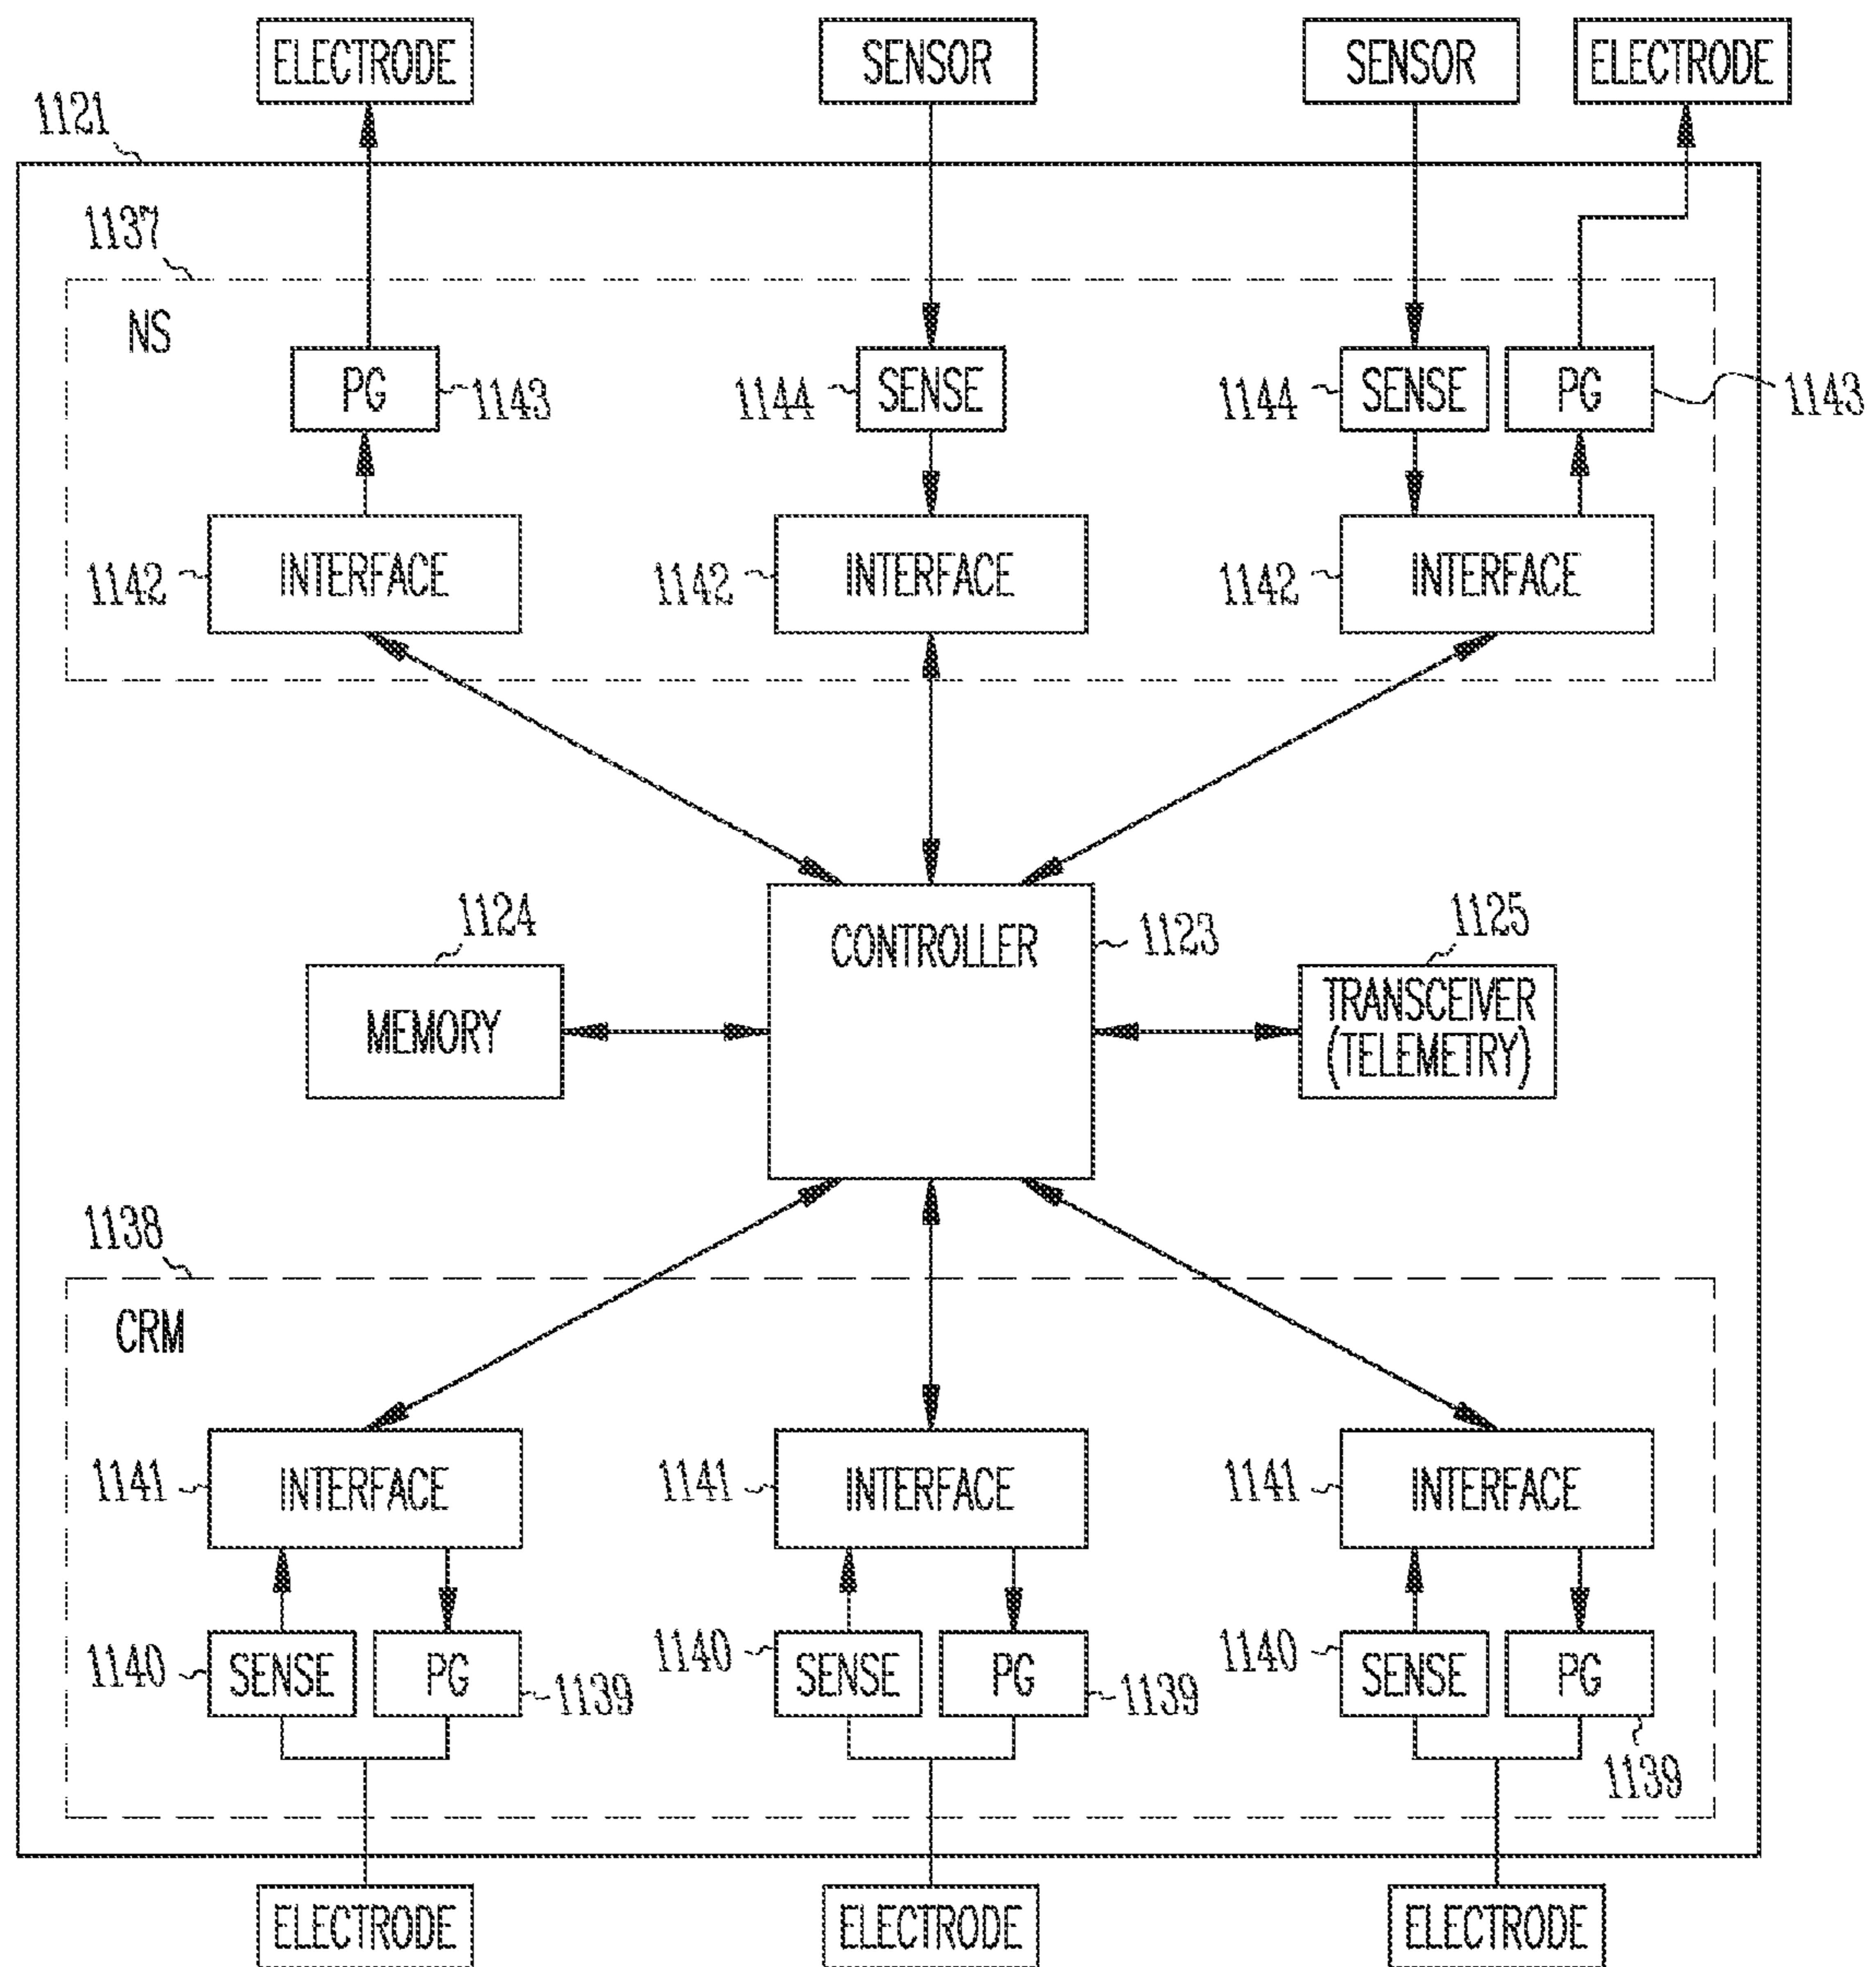 ELECTRODE
SENSOR
SENSOR
ELECTRODE
1121
1137
NS
PG
1143
1144
SENSE
1144
SENSE
PG
1143
1142
INTERFACE
1142
INTERFACE
1142
INTERFACE
1124
MEMORY
CONTROLLER
1123
1125
TRANSCEIVER
(TELEMETRY)
1138
CRM
1141
INTERFACE
1141
INTERFACE
1141
INTERFACE
1140
SENSE
PG
1139
1140
SENSE
PG
1139
1140
SENSE
PG
1139
ELECTRODE
ELECTRODE
ELECTRODE